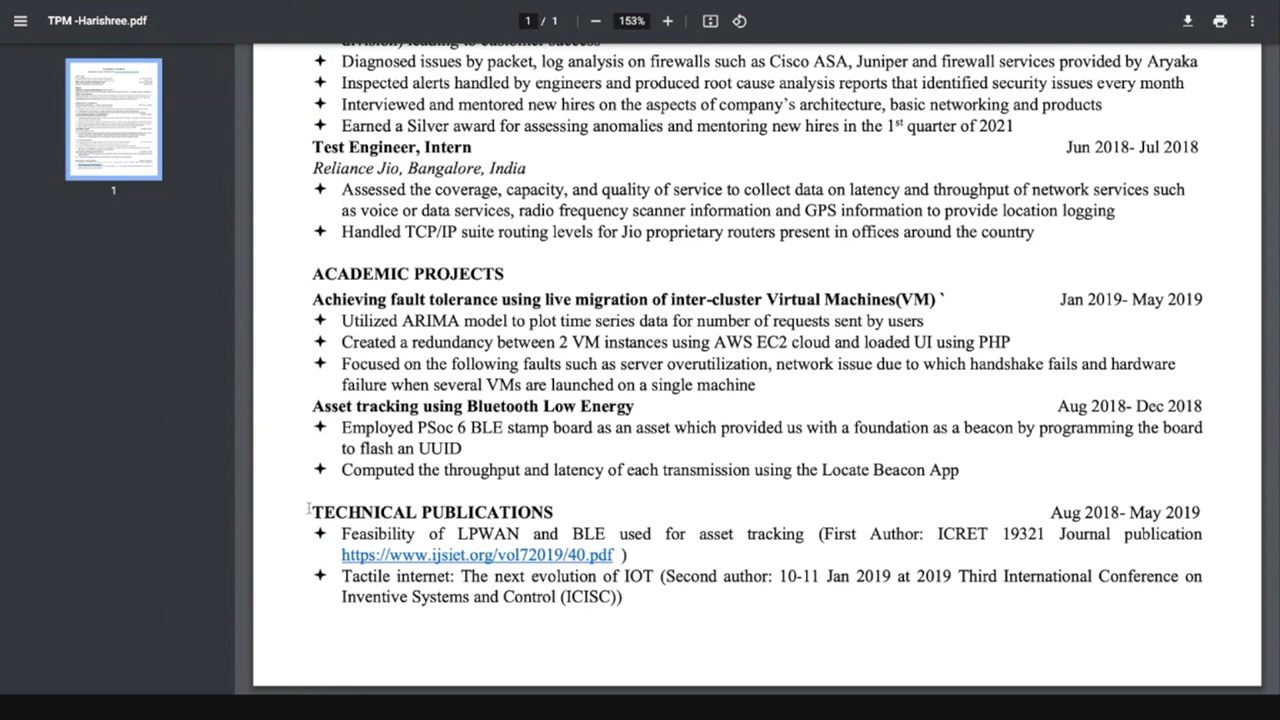 TPM -Harishree.pdf
1 / 1
153%
division) leading to customer success
Diagnosed issues by packet, log analysis on firewalls such as Cisco ASA, Juniper and firewall services provided by Aryaka
Tracked tickets handled by engineers and produced root cause analysis on 5 that identified security issues every month
Interviewed and mentored new hires on the aspects of company's architecture, basic networking and products
Earned silver award for assessing anomalies and mentoring new hires in the 1st quarter of 2021
Test Engineer, Intern Jun 2018- Jul 2018
Reliance Jio, Bangalore, India
Assessed the coverage, capacity, and quality of service to collect data on latency and throughput of network services such
as voice or data services, radio frequency scanner information and GPS information to provide location logging
Handled TCP/IP suite routing levels for Jio proprietary routers present in offices around the country
ACADEMIC PROJECTS
Achieving fault tolerance using live migration of inter-cluster Virtual Machines(VM) ` Jan 2019- May 2019
Utilized ARIMA model to plot time series data for number of requests sent by users
Created a redundancy between 2 VM instances using AWS EC2 cloud and loaded UI using PHP
Focused on the following faults such as server overutilization, network issue due to which handshake fails and hardware
failure when several VMs are launched on a single machine
Asset tracking using Bluetooth Low Energy Aug 2018- Dec 2018
Employed PSoc 6 BLE stamp board as an asset which provided us with a foundation as a beacon by programming the board
to flash an UUID
Computed the throughput and latency of each transmission using the Locate Beacon App
TECHNICAL PUBLICATIONS Aug 2018- May 2019
Feasibility of LPWAN and BLE used for asset tracking (First Author: ICRET 19321 Journal publication
https://www.ijsiet.org/vol72019/40.pdf )
Tactile internet: The next evolution of IOT (Second author: 10-11 Jan 2019 at 2019 Third International Conference on
Inventive Systems and Control (ICISC))
1